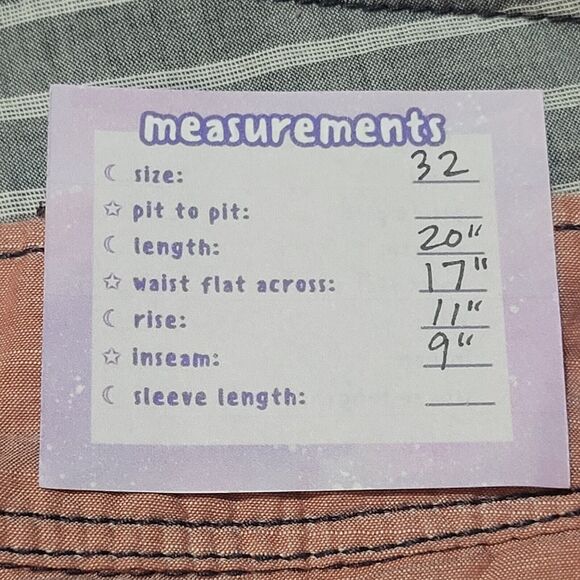 measurements
size: 32
pit to pit:
length: 20"
waist flat across: 17"
rise: 11"
inseam: 9"
sleeve length: